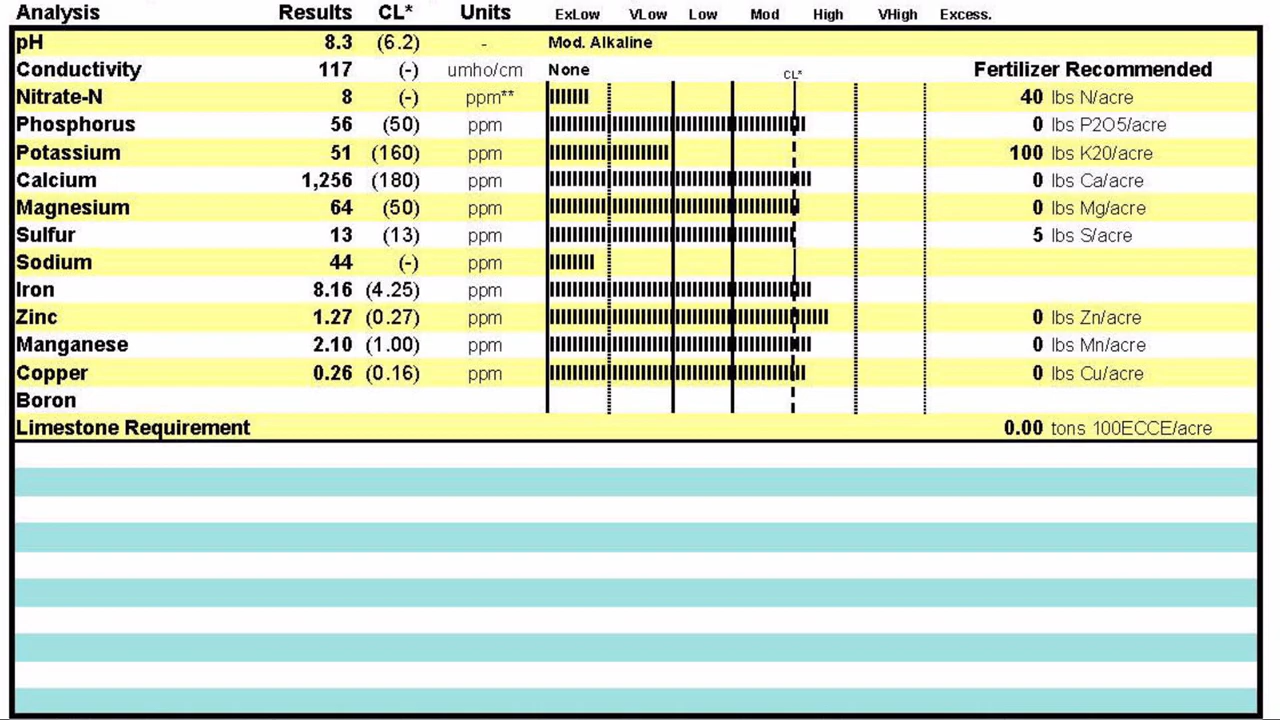 Analysis Results CL* Units ExLow VLow Low Mod High VHigh Excess.
pH 8.3 (6.2) - Mod. Alkaline
Conductivity 117 (-) umho/cm None CL* Fertilizer Recommended
Nitrate-N 8 (-) ppm** 40 lbs N/acre
Phosphorus 56 (50) ppm 0 lbs P2O5/acre
Potassium 51 (160) ppm 100 lbs K20/acre
Calcium 1,256 (180) ppm 0 lbs Ca/acre
Magnesium 64 (50) ppm 0 lbs Mg/acre
Sulfur 13 (13) ppm 5 lbs S/acre
Sodium 44 (-) ppm
Iron 8.16 (4.25) ppm
Zinc 1.27 (0.27) ppm 0 lbs Zn/acre
Manganese 2.10 (1.00) ppm 0 lbs Mn/acre
Copper 0.26 (0.16) ppm 0 lbs Cu/acre
Boron
Limestone Requirement 0.00 tons 100ECCE/acre